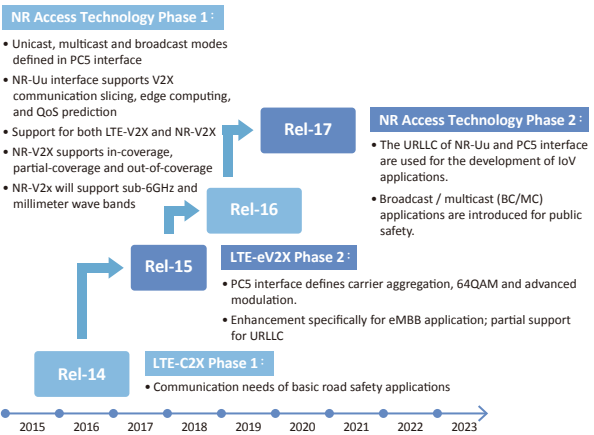 NR Access Technology Phase 1 :
• Unicast, multicast and broadcast modes
defined in PC5 interface
• NR-Uu interface supports V2X
communication slicing, edge computing,
and QoS prediction
• Support for both LTE-V2X and NR-V2X
• NR-V2X supports in-coverage,
partial-coverage and out-of-coverage
• NR-V2x will support sub-6GHz and
millimeter wave bands
Rel-17
NR Access Technology Phase 2 :
• The URLLC of NR-Uu and PC5 interface
are used for the development of IoV
applications.
• Broadcast / multicast (BC/MC)
applications are introduced for public
safety.
Rel-16
Rel-15
LTE-eV2X Phase 2 :
• PC5 interface defines carrier aggregation, 64QAM and advanced
modulation.
• Enhancement specifically for eMBB application; partial support
for URLLC
Rel-14
LTE-C2X Phase 1 :
• Communication needs of basic road safety applications
2015 2016 2017 2018 2019 2020 2021 2022 2023